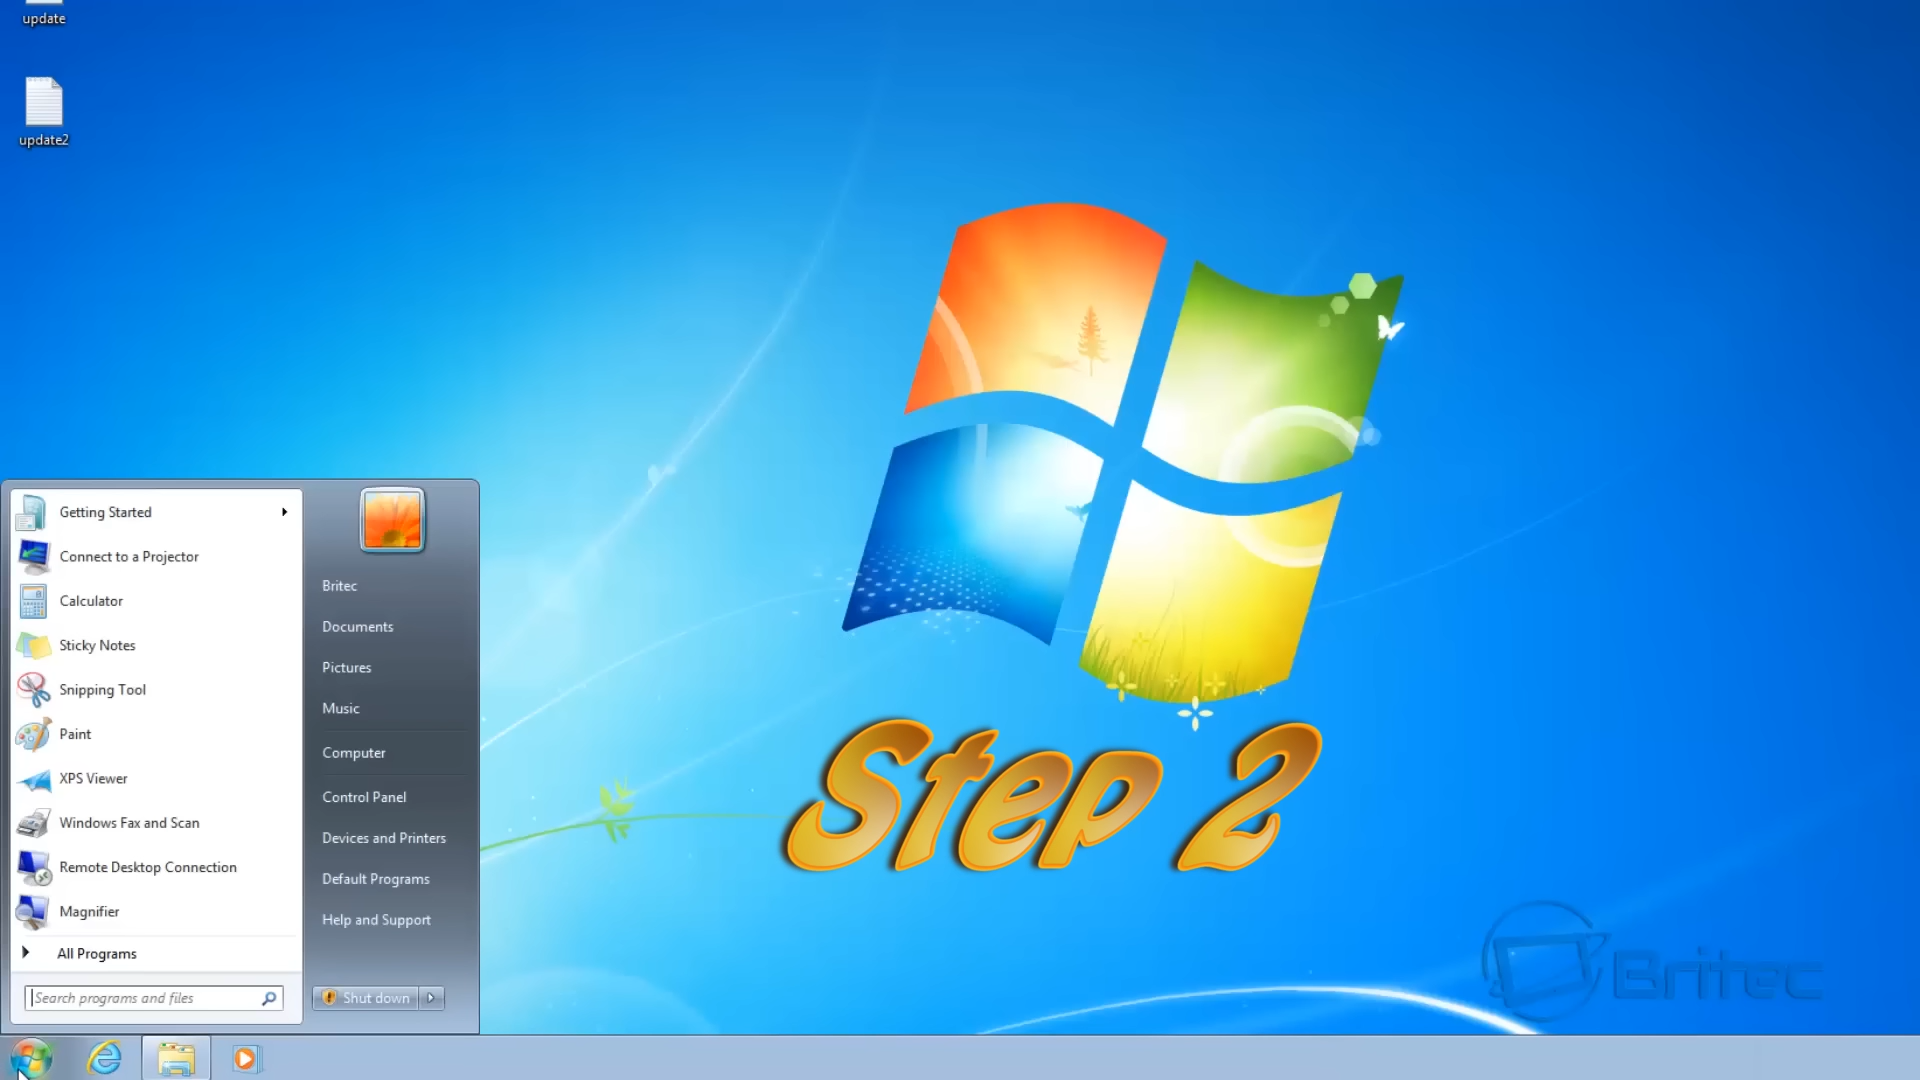 update
update2
Getting Started
Connect to a Projector
Calculator
Sticky Notes
Snipping Tool
Paint
XPS Viewer
Windows Fax and Scan
Remote Desktop Connection
Magnifier
All Programs
Search programs and files
Britec
Documents
Pictures
Music
Computer
Control Panel
Devices and Printers
Default Programs
Help and Support
Shut down
Step 2
Britec